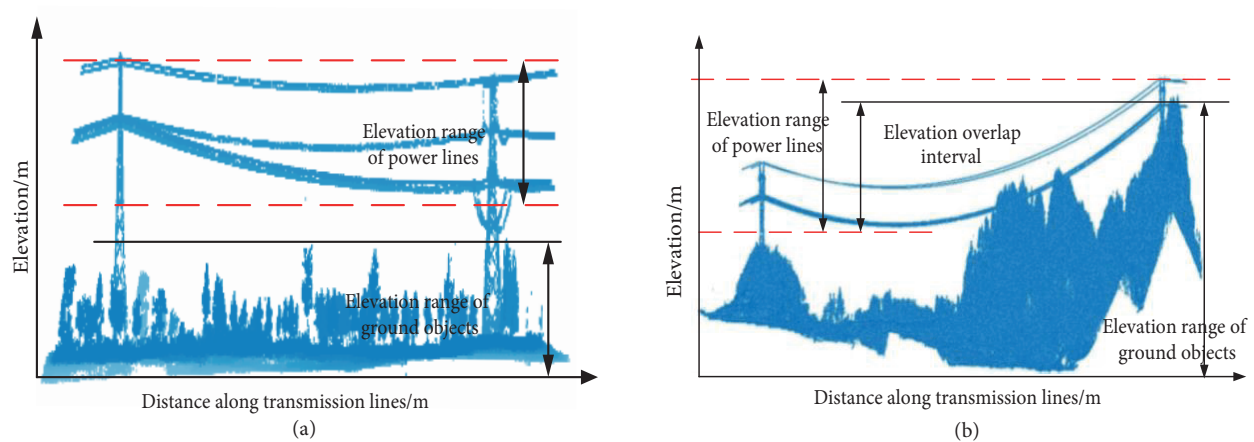 Elevation/m
Elevation range
of power lines
Elevation range of
ground objects
Distance along transmission lines/m
(a)
Elevation/m
Elevation range
of power lines
Elevation overlap
interval
Elevation range of
ground objects
Distance along transmission lines/m
(b)